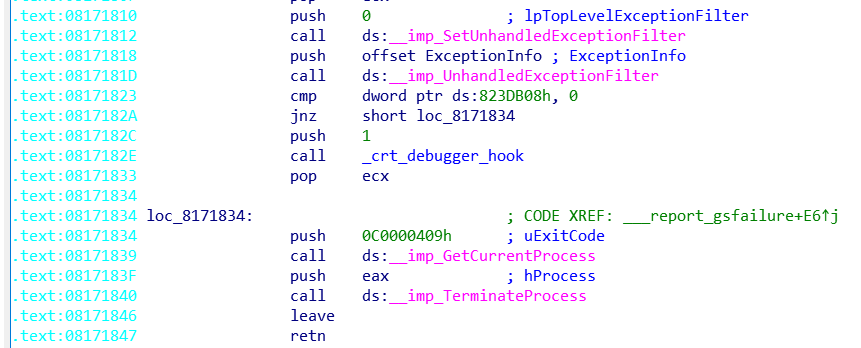 .text:08171810 push 0 ; lpTopLevelExceptionFilter
.text:08171812 call ds:__imp_SetUnhandledExceptionFilter
.text:08171818 push offset ExceptionInfo ; ExceptionInfo
.text:0817181D call ds:__imp_UnhandledExceptionFilter
.text:08171823 cmp dword ptr ds:823DB08h, 0
.text:0817182A jnz short loc_8171834
.text:0817182C push 1
.text:0817182E call _crt_debugger_hook
.text:08171833 pop ecx
.text:08171834
.text:08171834 loc_8171834: ; CODE XREF: ___report_gsfailure+E6↑j
.text:08171834 push 0C0000409h ; uExitCode
.text:08171839 call ds:__imp_GetCurrentProcess
.text:0817183F push eax ; hProcess
.text:08171840 call ds:__imp_TerminateProcess
.text:08171846 leave
.text:08171847 retn